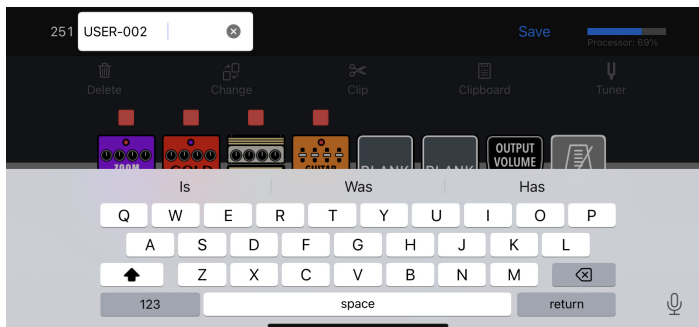 251 USER-002 Save
Processor: 69%
Delete Change Clip Clipboard Tuner
ZOOM GOLD GUITAR BLANK BLANK OUTPUT VOLUME
Is Was Has
Q W E R T Y U I O P
A S D F G H J K L
Z X C V B N M
123 space return